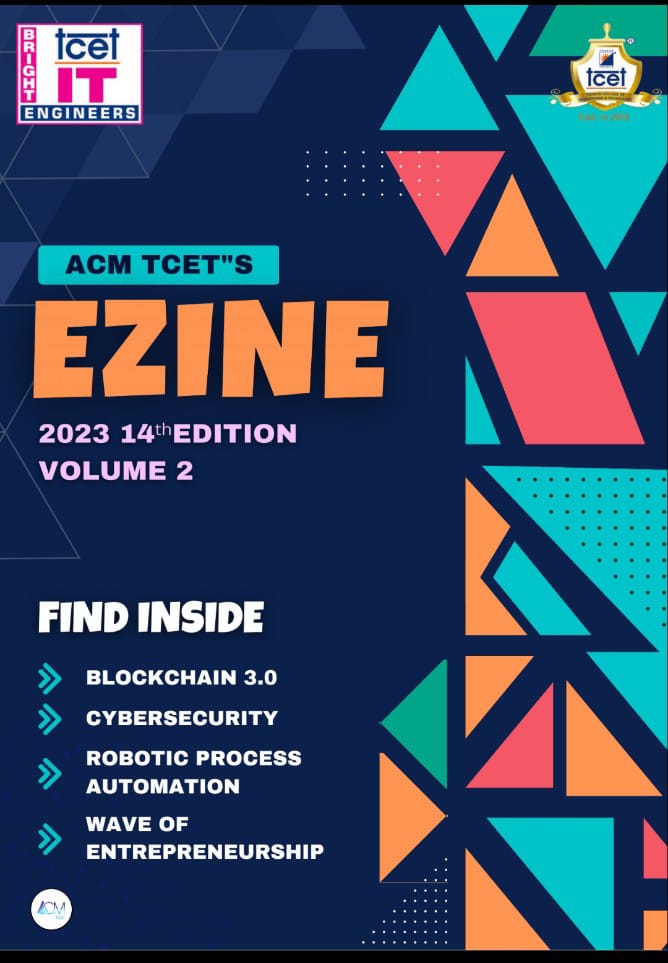 BRIGHT
tcet
IT
ENGINEERS
tcet
ACM TCET"S
EZINE
2023 14thEDITION
VOLUME 2
FIND INSIDE
BLOCKCHAIN 3.0
CYBERSECURITY
ROBOTIC PROCESS
AUTOMATION
WAVE OF
ENTREPRENEURSHIP
ACM